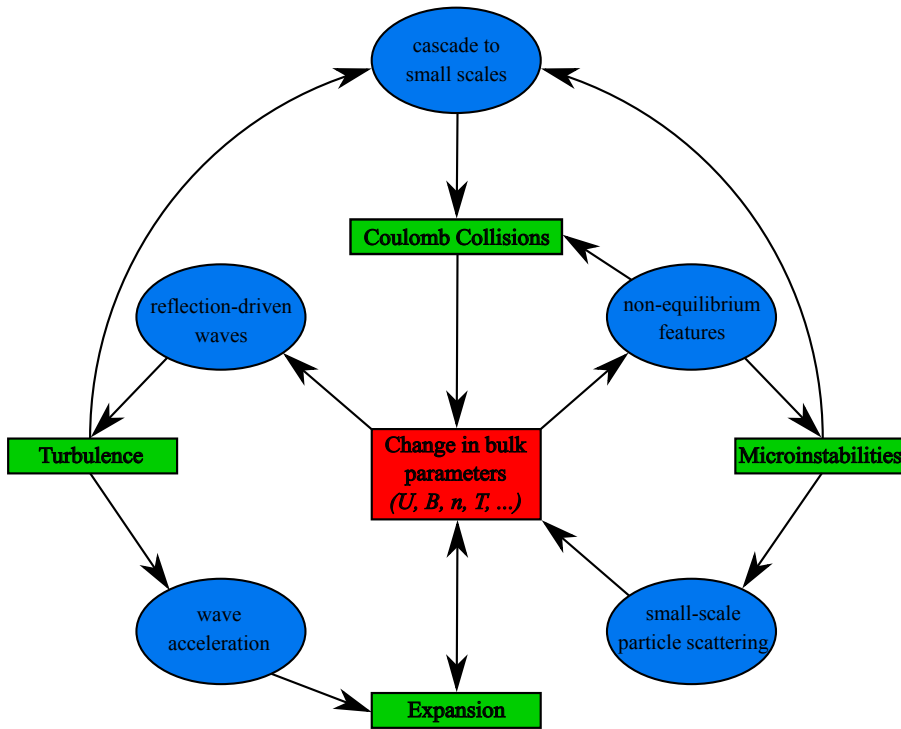 cascade to
small scales
Coulomb Collisions
reflection-driven
waves
non-equilibrium
features
Turbulence
Change in bulk
parameters
(U, B, n, T, ...)
Microinstabilities
wave
acceleration
small-scale
particle scattering
Expansion